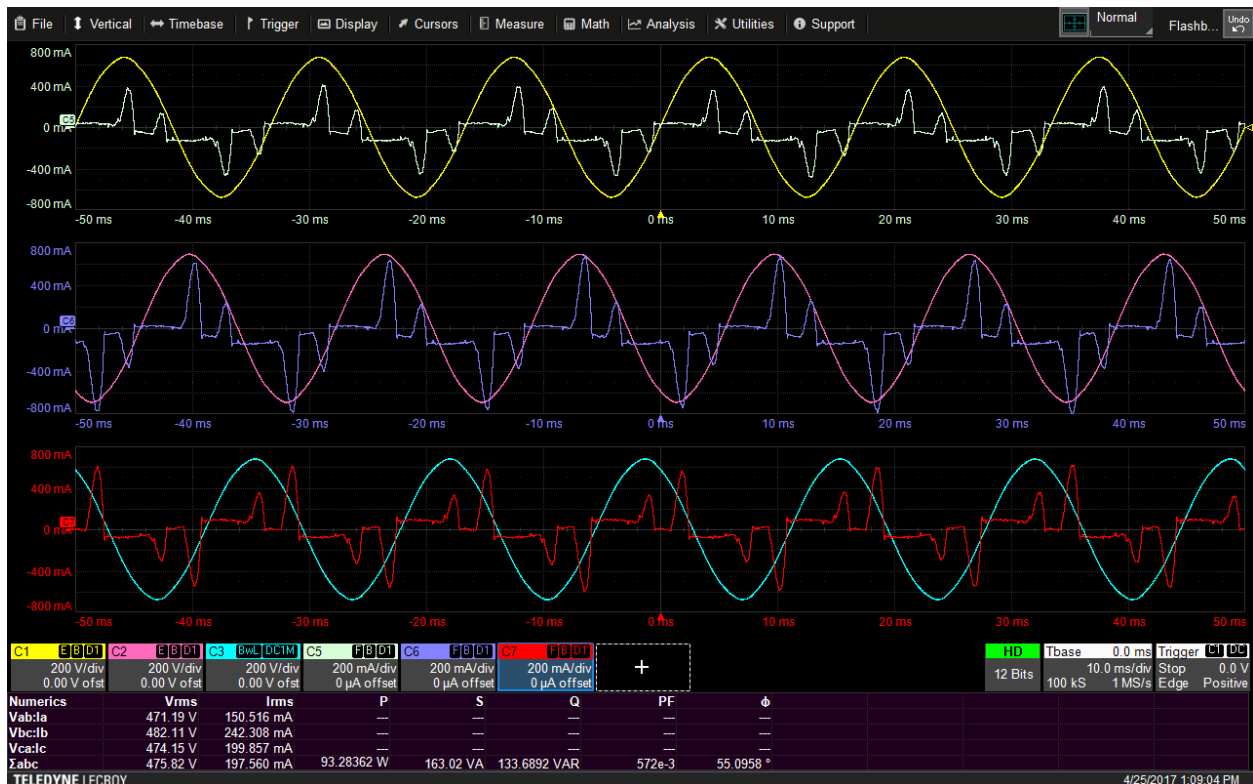 File Vertical Timebase Trigger Display Cursors Measure Math Analysis Utilities Support Normal Flashb... Undo
800 mA
400 mA
C5
0 mA
-400 mA
-800 mA
-50 ms -40 ms -30 ms -20 ms -10 ms 0 ms 10 ms 20 ms 30 ms 40 ms 50 ms
800 mA
400 mA
C6
0 mA
-400 mA
-800 mA
-50 ms -40 ms -30 ms -20 ms -10 ms 0 ms 10 ms 20 ms 30 ms 40 ms 50 ms
800 mA
400 mA
C7
0 mA
-400 mA
-800 mA
-50 ms -40 ms -30 ms -20 ms -10 ms 0 ms 10 ms 20 ms 30 ms 40 ms 50 ms
C1 E B D1 C2 E B D1 C3 BwL DC1M C5 F B D1 C6 F B D1 C7 F B D1 HD Tbase 0.0 ms Trigger C1 DC
200 V/div 200 V/div 200 V/div 200 mA/div 200 mA/div 200 mA/div + 12 Bits 10.0 ms/div Stop 0.0 V
0.00 V ofst 0.00 V ofst 0.00 V ofst 0 µA offset 0 µA offset 0 µA offset 100 kS 1 MS/s Edge Positive
Numerics Vrms Irms P S Q PF ϕ
Vab:Ia 471.19 V 150.516 mA --- --- --- --- ---
Vbc:Ib 482.11 V 242.308 mA --- --- --- --- ---
Vca:Ic 474.15 V 199.857 mA --- --- --- --- ---
Σabc 475.82 V 197.560 mA 93.28362 W 163.02 VA 133.6892 VAR 572e-3 55.0958 °
TELEDYNE LECROY 4/25/2017 1:09:04 PM